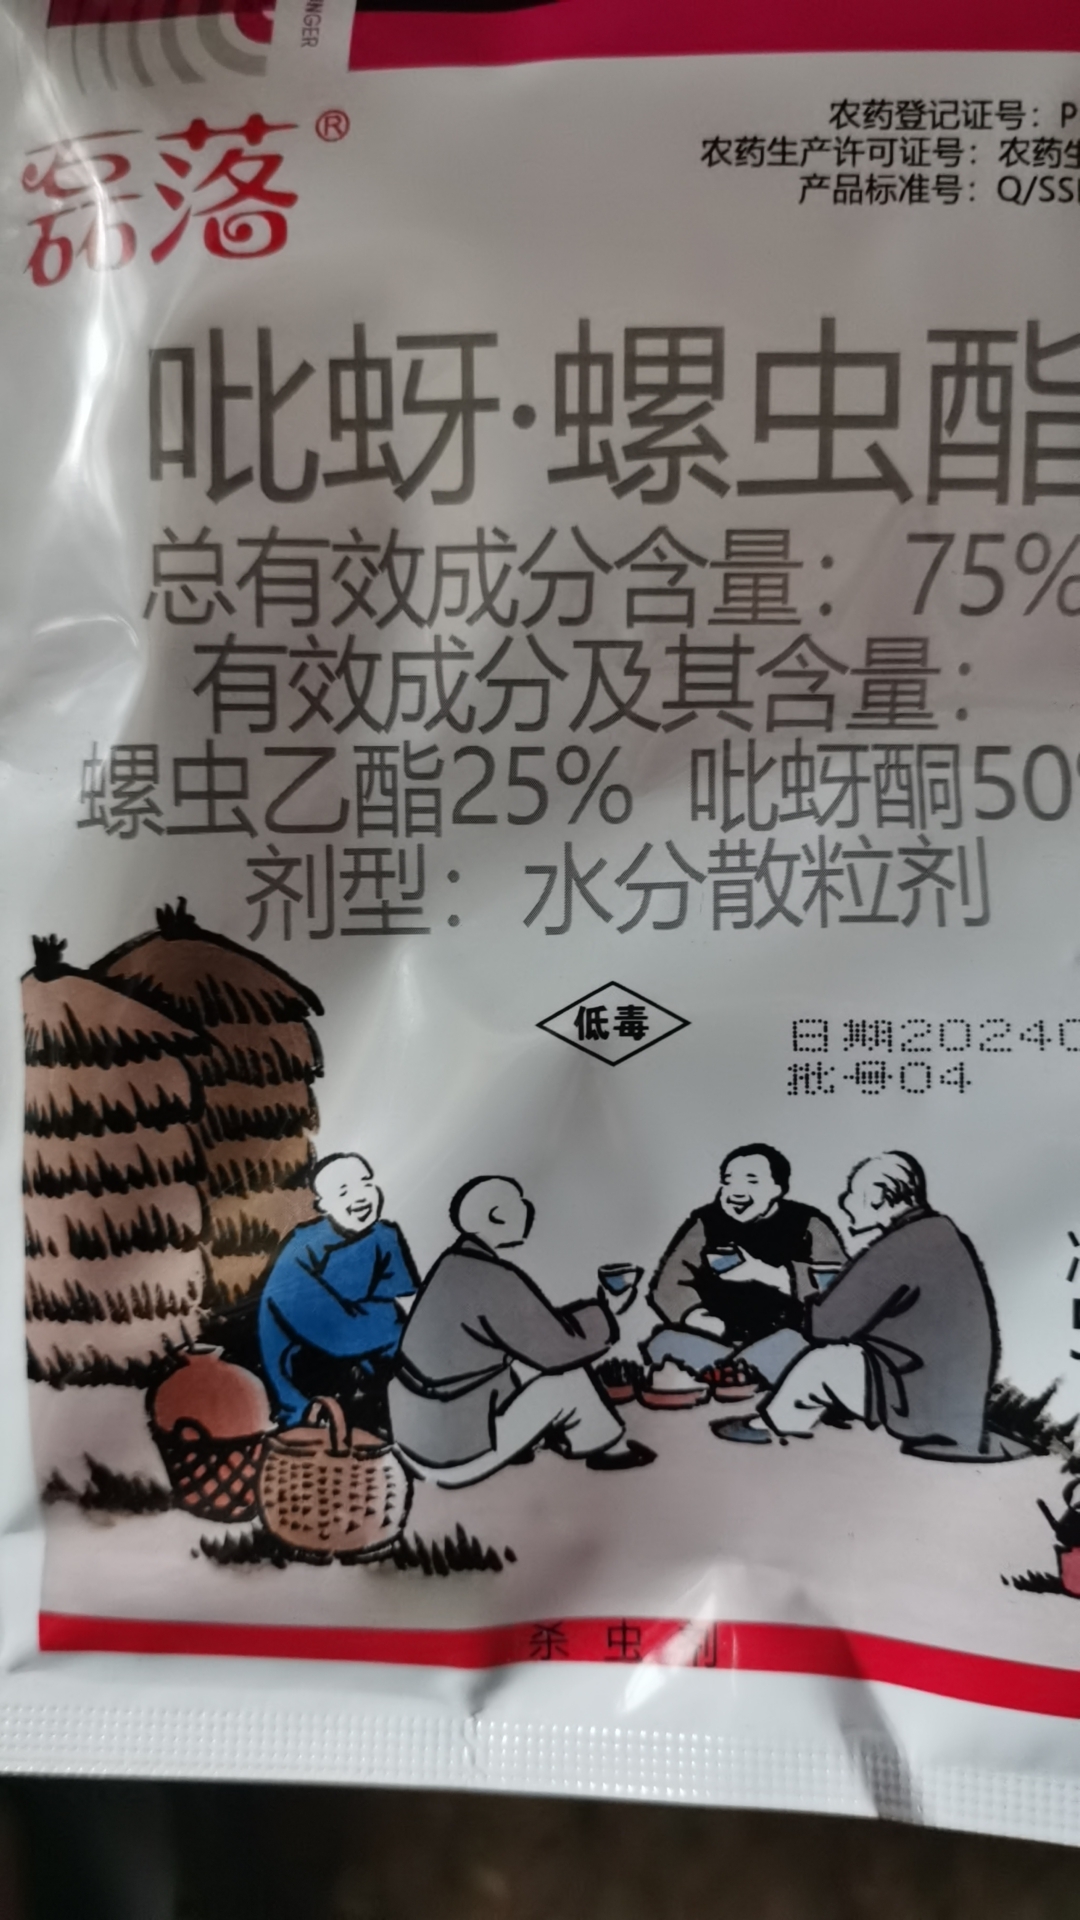 INGER
磊落®
农药登记证号：P
农药生产许可证号：农药生
产品标准号：Q/SS
吡蚜·螺虫酯
总有效成分含量：75%
有效成分及其含量：
螺虫乙酯25% 吡蚜酮50%
剂型：水分散粒剂
低毒
日期20240
批号04
杀虫剂